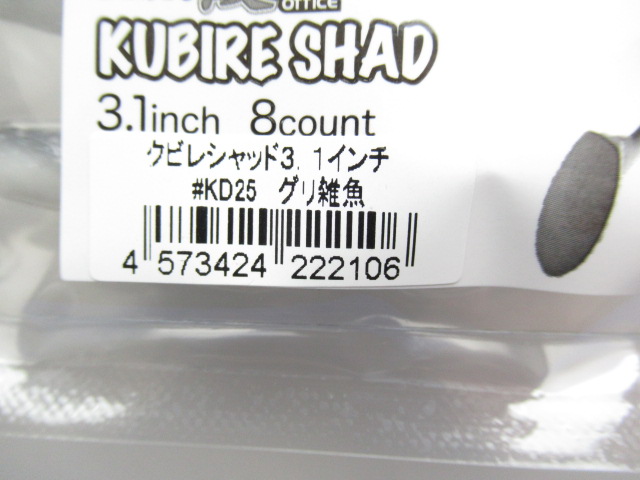 OFFICE
KUBIRE SHAD
3.1inch 8count
クビレシャッド3.1インチ
#KD25 グリ雑魚
4 573424 222106